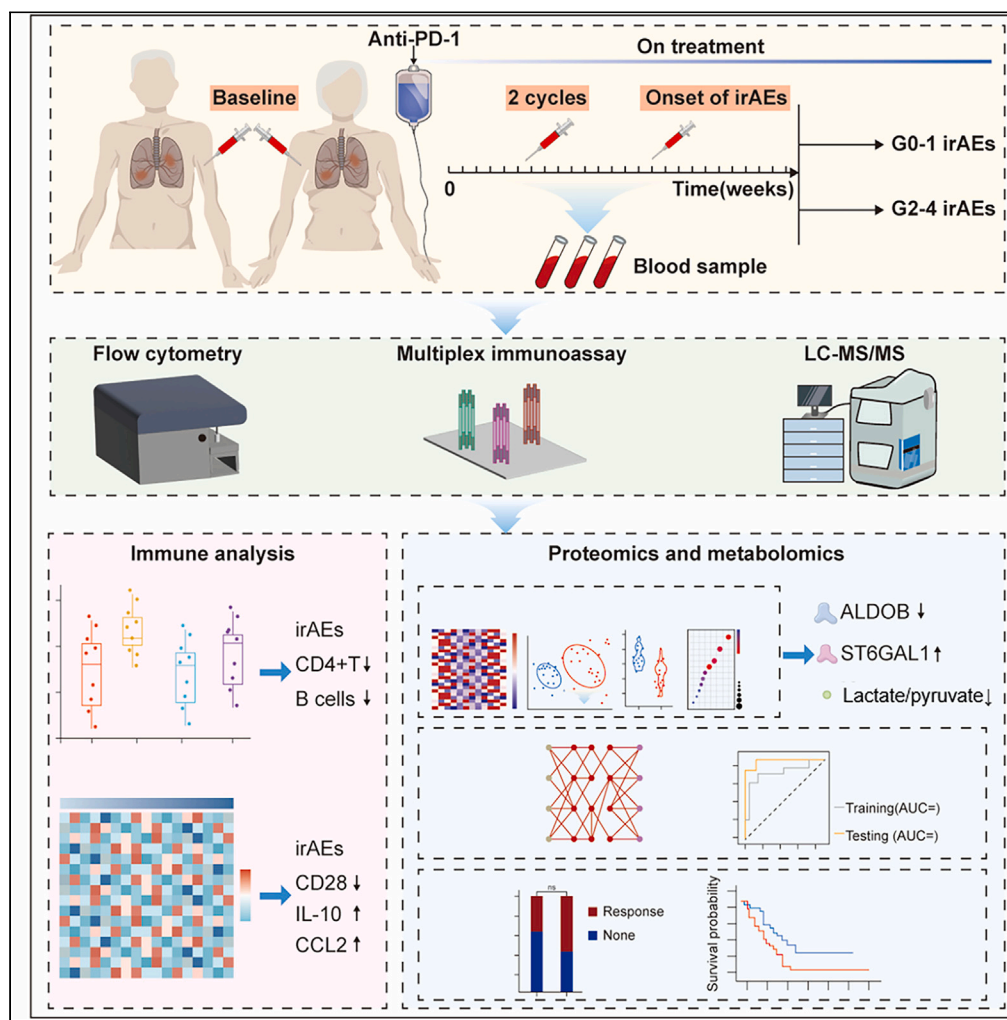 Anti-PD-1
On treatment
Baseline
2 cycles
Onset of irAEs
0
Time(weeks)
G0-1 irAEs
G2-4 irAEs
Blood sample
Flow cytometry
Multiplex immunoassay
LC-MS/MS
Immune analysis
irAEs
CD4+T↓
B cells ↓
irAEs
CD28 ↓
IL-10 ↑
CCL2 ↑
Proteomics and metabolomics
ALDOB ↓
ST6GAL1↑
Lactate/pyruvate↓
Training(AUC=)
Testing (AUC=)
ns
Response
None
Survival probability